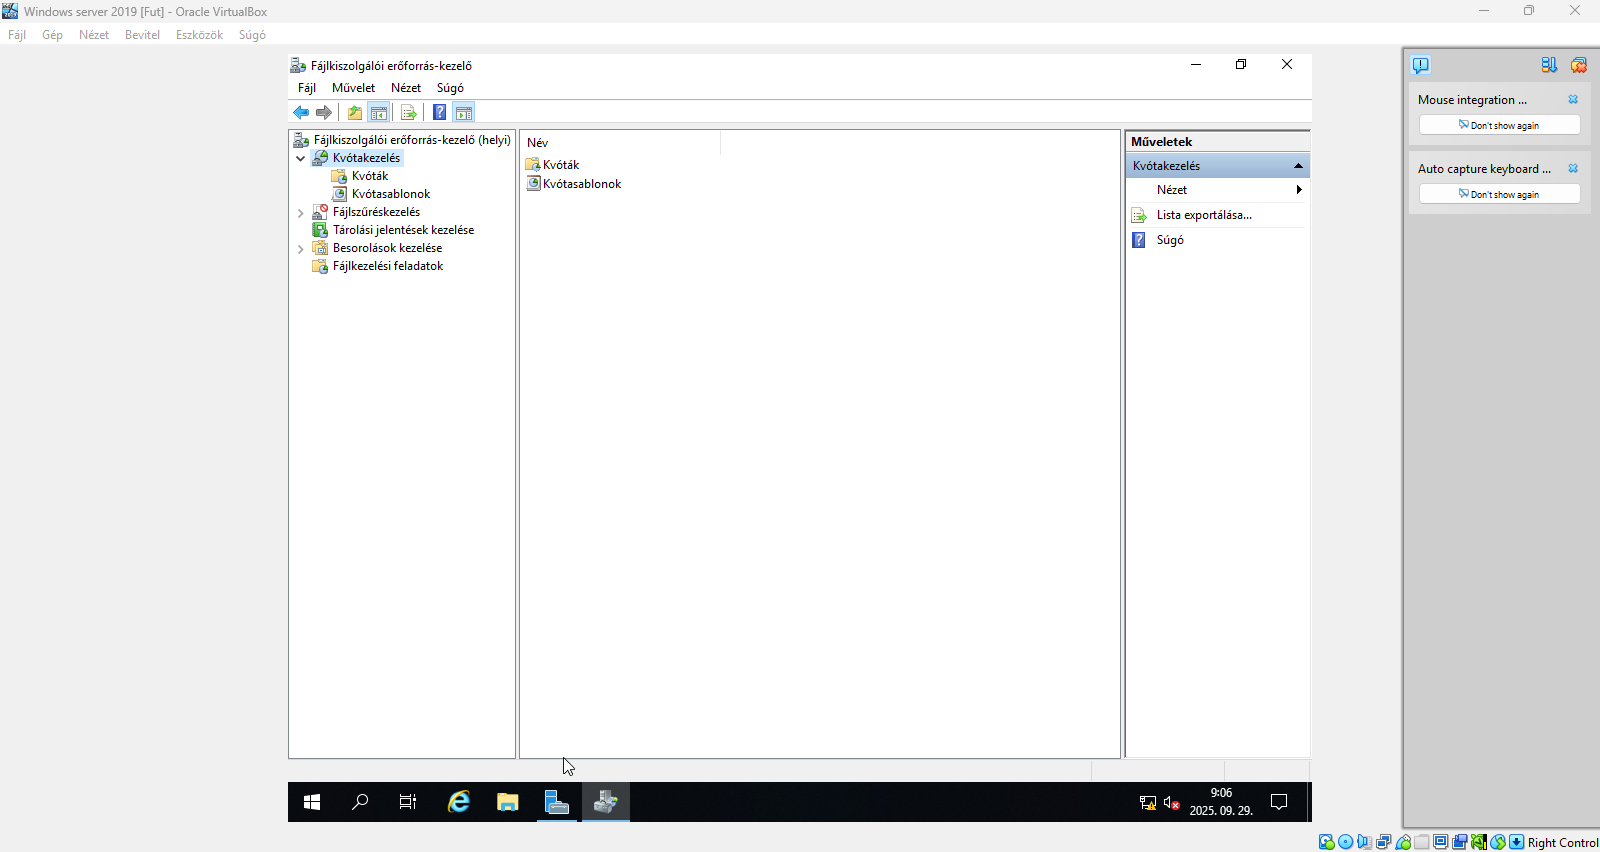 Windows server 2019 [Fut] - Oracle VirtualBox
Fájl Gép Nézet Bevitel Eszközök Súgó
Fájlkiszolgálói erőforrás-kezelő
Fájl Művelet Nézet Súgó
Fájlkiszolgálói erőforrás-kezelő (helyi)
Kvótakezelés
Kvóták
Kvótasablonok
Fájlszűréskezelés
Tárolási jelentések kezelése
Besorolások kezelése
Fájlkezelési feladatok
Név
Kvóták
Kvótasablonok
Műveletek
Kvótakezelés
Nézet
Lista exportálása...
Súgó
Mouse integration ...
Don't show again
Auto capture keyboard ...
Don't show again
9:06
2025. 09. 29.
Right Control